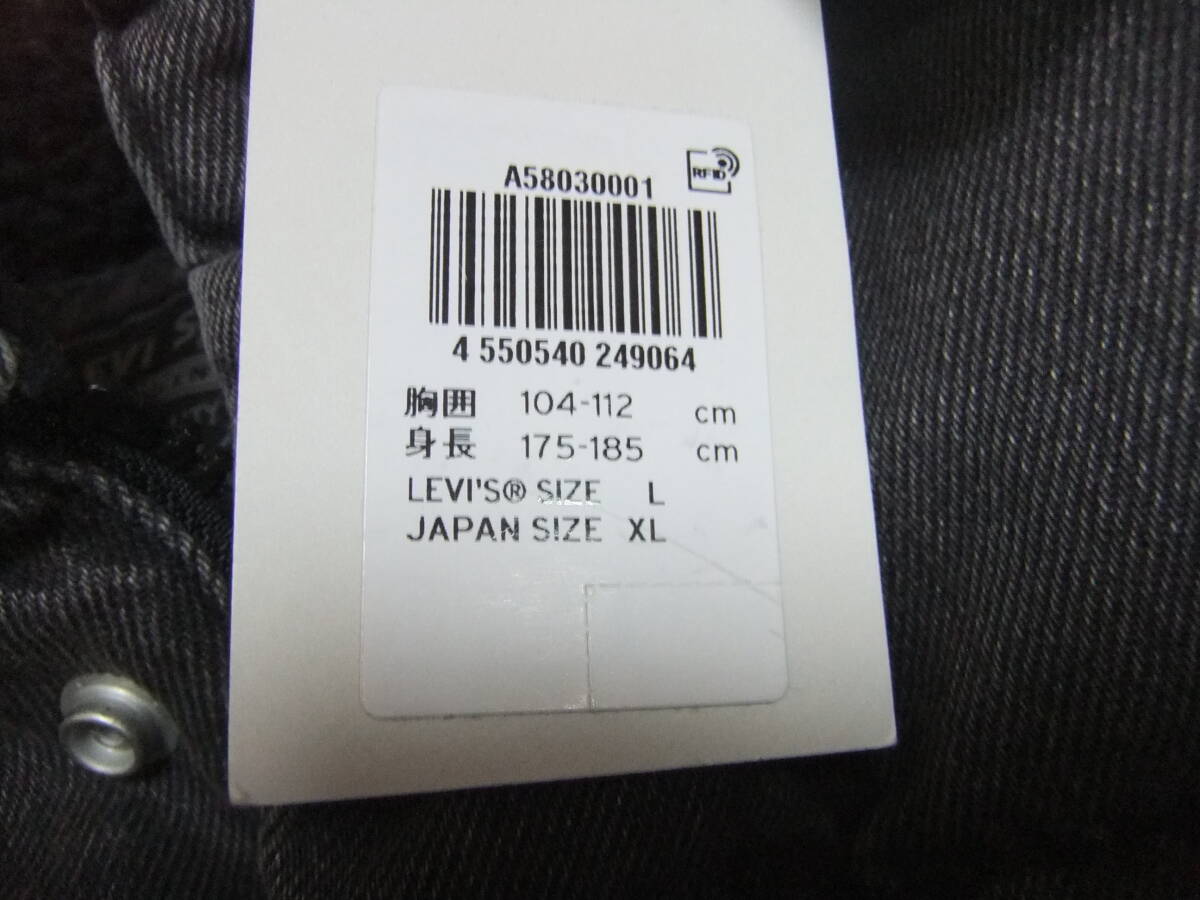 A58030001
RFID
4 550540 249064
胸囲 104-112 cm
身長 175-185 cm
LEVI'S® SIZE L
JAPAN SIZE XL
LEVI S